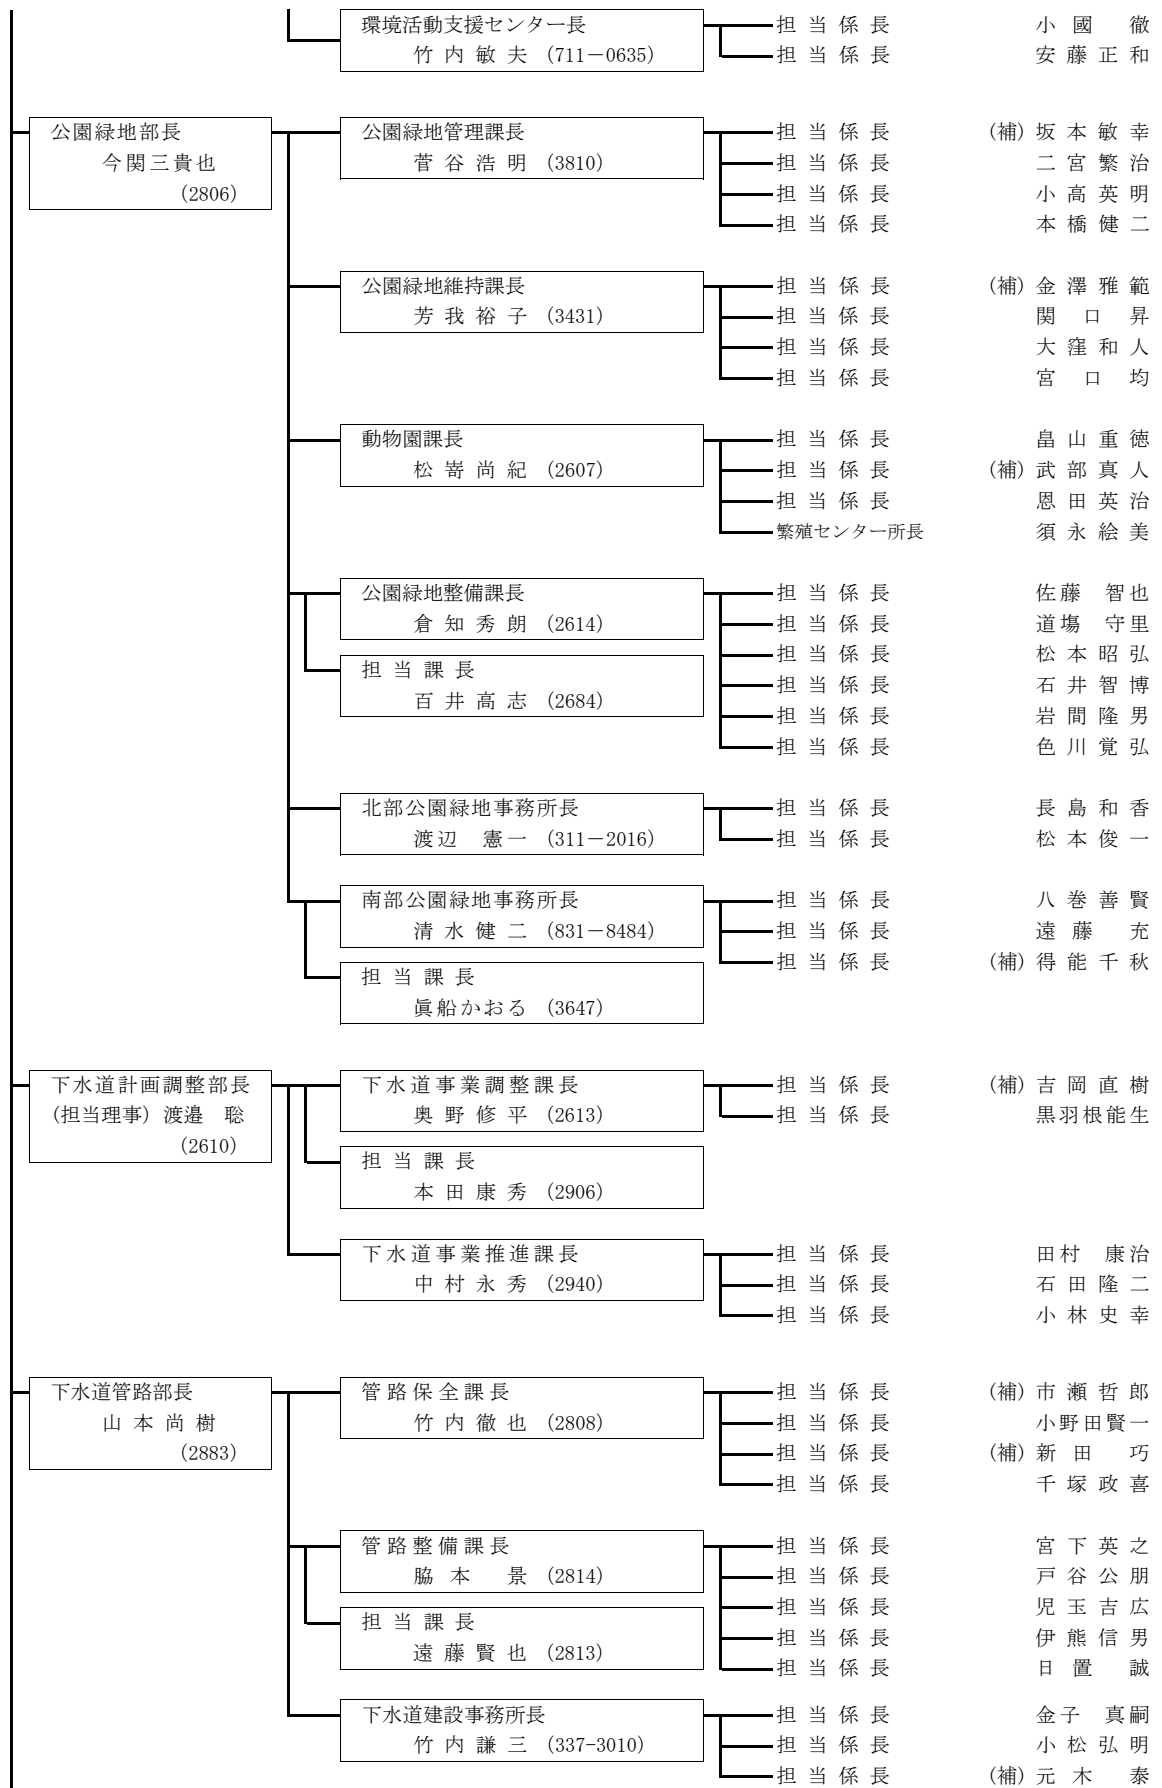 環境活動支援センター長 担当係長 小國 徹
竹内敏夫 (711－0635) 担当係長 安藤正和
公園緑地部長 公園緑地管理課長 担当係長 (補) 坂本敏幸
今関三貴也 菅谷浩明 (3810) 担当係長 二宮繁治
(2806) 担当係長 小高英明
担当係長 本橋健二
公園緑地維持課長 担当係長 (補) 金澤雅範
芳我裕子 (3431) 担当係長 関口 昇
担当係長 大窪和人
担当係長 宮口 均
動物園課長 担当係長 畠山重徳
松嵜尚紀 (2607) 担当係長 (補) 武部真人
担当係長 恩田英治
繁殖センター所長 須永絵美
公園緑地整備課長 担当係長 佐藤 智也
倉知秀朗 (2614) 担当係長 道塲 守里
担当課長 担当係長 松本昭弘
百井高志 (2684) 担当係長 石井智博
担当係長 岩間隆男
担当係長 色川覚弘
北部公園緑地事務所長 担当係長 長島和香
渡辺 憲一 (311－2016) 担当係長 松本俊一
南部公園緑地事務所長 担当係長 八巻善賢
清水健二 (831－8484) 担当係長 遠藤 充
担当課長 担当係長 (補) 得能千秋
眞船かおる (3647)
下水道計画調整部長 下水道事業調整課長 担当係長 (補) 吉岡直樹
(担当理事) 渡邉 聡 奥野修平 (2613) 担当係長 黒羽根能生
(2610) 担当課長
本田康秀 (2906)
下水道事業推進課長 担当係長 田村 康治
中村永秀 (2940) 担当係長 石田隆二
担当係長 小林史幸
下水道管路部長 管路保全課長 担当係長 (補) 市瀬哲郎
山本尚樹 竹内徹也 (2808) 担当係長 小野田賢一
(2883) 担当係長 (補) 新田 巧
担当係長 千塚政喜
管路整備課長 担当係長 宮下英之
脇本 景 (2814) 担当係長 戸谷公朋
担当課長 担当係長 児玉吉広
遠藤賢也 (2813) 担当係長 伊熊信男
担当係長 日置 誠
下水道建設事務所長 担当係長 金子 真嗣
竹内謙三 (337-3010) 担当係長 小松弘明
担当係長 (補) 元木 泰